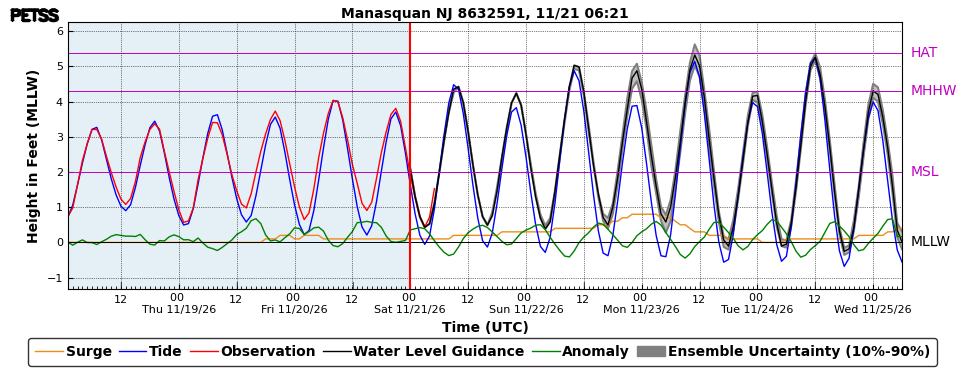 PETSS
Manasquan NJ 8632591, 11/21 06:21
Height in Feet (MLLW)
6
5
4
3
2
1
0
−1
HAT
MHHW
MSL
MLLW
12 00 12 00 12 00 12 00 12 00 12 00 12 00
Thu 11/19/26 Fri 11/20/26 Sat 11/21/26 Sun 11/22/26 Mon 11/23/26 Tue 11/24/26 Wed 11/25/26
Time (UTC)
Surge Tide Observation Water Level Guidance Anomaly Ensemble Uncertainty (10%-90%)